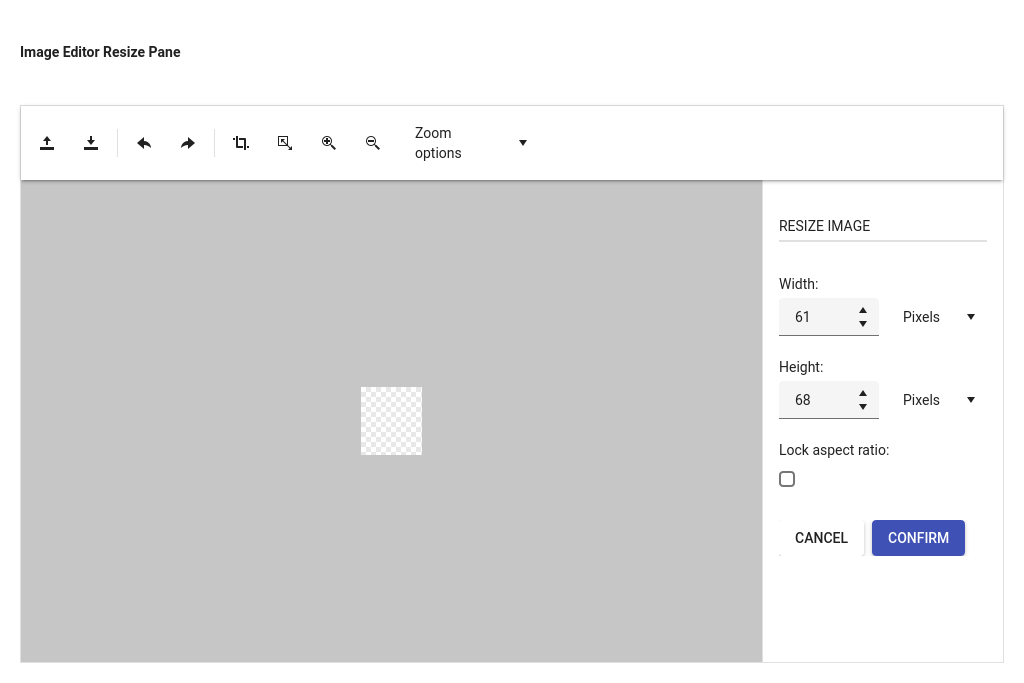 Image Editor Resize Pane
Zoom
options
RESIZE IMAGE
Width:
61 Pixels
Height:
68 Pixels
Lock aspect ratio:
CANCEL CONFIRM